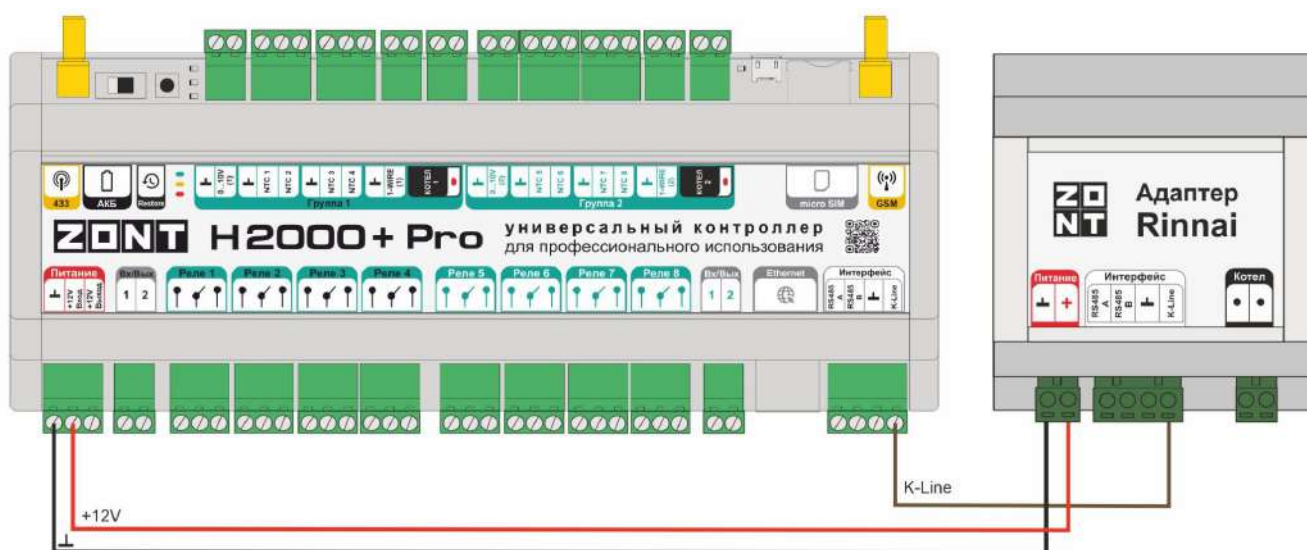 433
АКБ
Restore
0...10V (1)
NTC 1
NTC 2
NTC 3
NTC 4
1-WIRE (1)
КОТЕЛ 1
Группа 1
0...10V (2)
NTC 5
NTC 6
NTC 7
NTC 8
1-WIRE (2)
КОТЕЛ 2
Группа 2
micro SIM
GSM
ZONT H2000+ Pro
универсальный контроллер
для профессионального использования
Питание
+12V Вход
+12V Выход
Вх/Вых
1 2
Реле 1
Реле 2
Реле 3
Реле 4
Реле 5
Реле 6
Реле 7
Реле 8
Вх/Вых
1 2
Ethernet
Интерфейс
RS485 A
RS485 B
K-Line
ZONT
Адаптер
Rinnai
Питание
+
Интерфейс
RS485 A
RS485 B
K-Line
Котел
K-Line
+12V